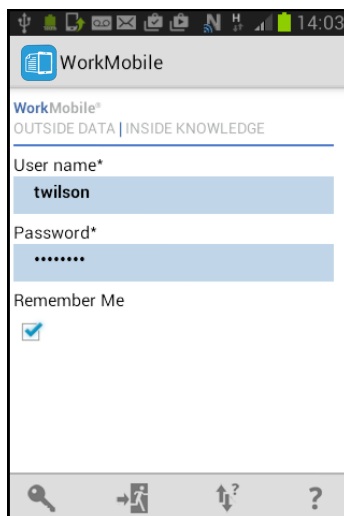 14:03
WorkMobile
WorkMobile®
OUTSIDE DATA | INSIDE KNOWLEDGE
User name*
twilson
Password*
••••••••
Remember Me